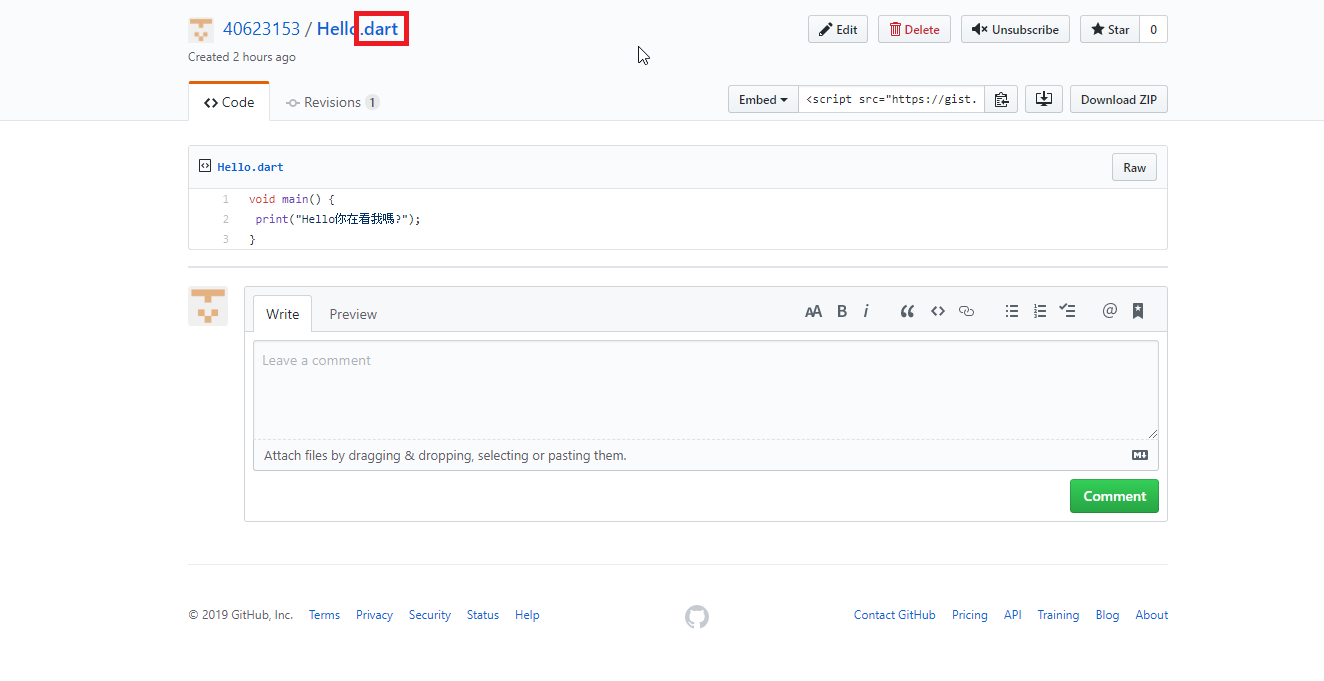 40623153 / Hello.dart
Edit
Delete
Unsubscribe
Star 0
Created 2 hours ago
Code
Revisions 1
Embed
<script src="https://gist.
Download ZIP
Hello.dart
Raw
1 void main() {
2 print("Hello你在看我嗎?");
3 }
Write
Preview
AA B i
Leave a comment
Attach files by dragging & dropping, selecting or pasting them.
Comment
© 2019 GitHub, Inc. Terms Privacy Security Status Help
Contact GitHub Pricing API Training Blog About